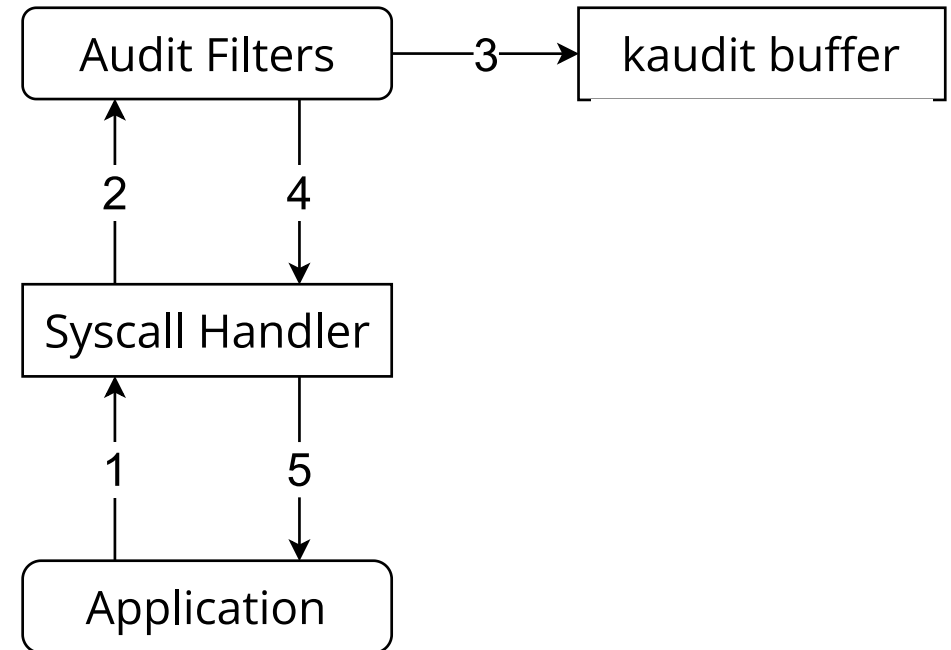 Audit Filters
3
kaudit buffer
2
4
Syscall Handler
1
5
Application